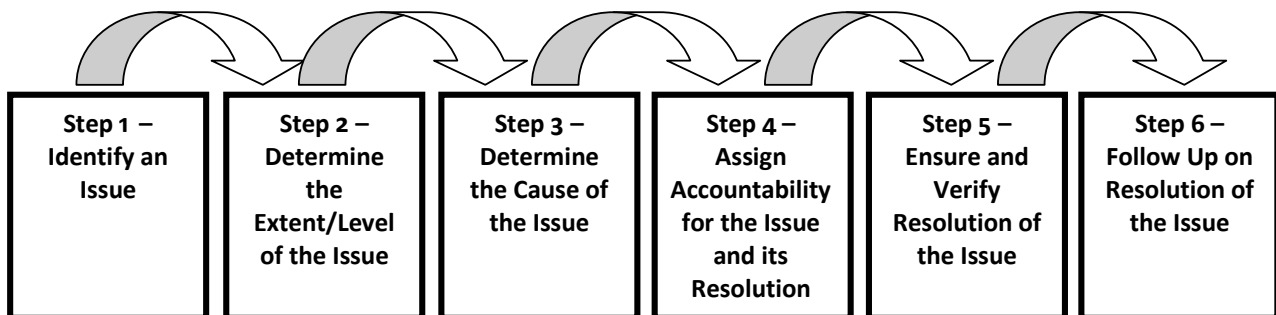 Step 1 –
Identify an
Issue
Step 2 –
Determine
the
Extent/Level
of the Issue
Step 3 –
Determine
the Cause of
the Issue
Step 4 –
Assign
Accountability
for the Issue
and its
Resolution
Step 5 –
Ensure and
Verify
Resolution of
the Issue
Step 6 –
Follow Up on
Resolution of
the Issue